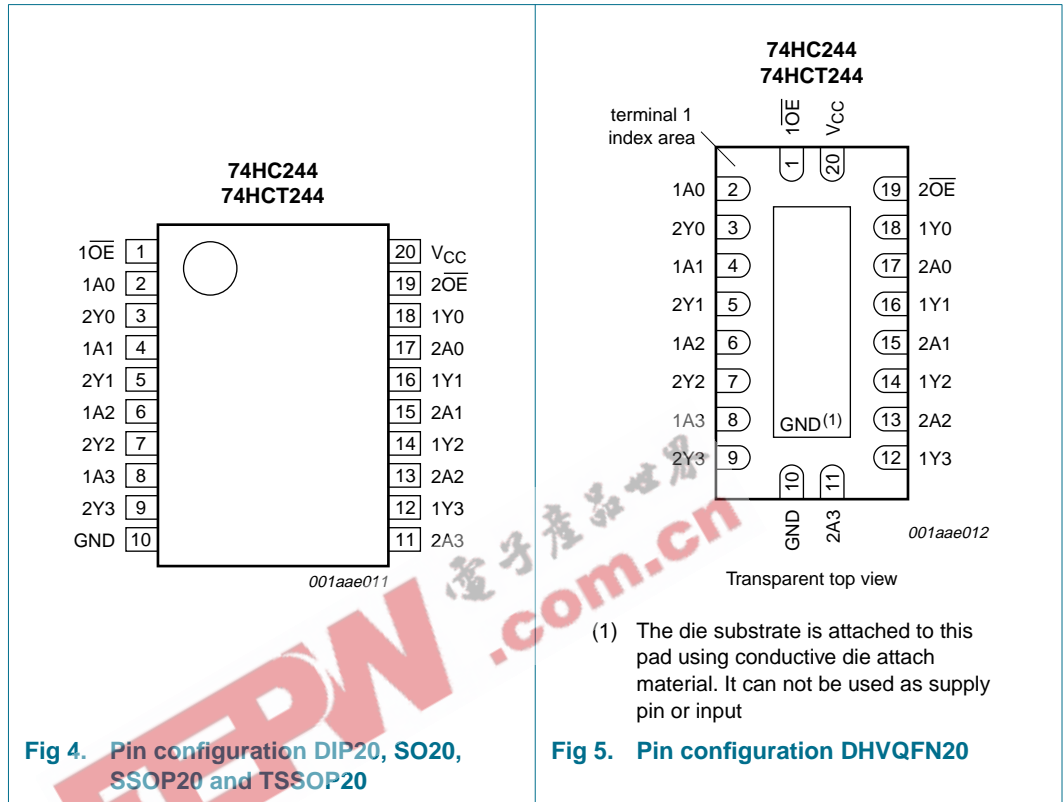 74HC244
74HCT244
1O̅E̅ 1
1A0 2
2Y0 3
1A1 4
2Y1 5
1A2 6
2Y2 7
1A3 8
2Y3 9
GND 10
20 VCC
19 2O̅E̅
18 1Y0
17 2A0
16 1Y1
15 2A1
14 1Y2
13 2A2
12 1Y3
11 2A3
001aae011
Fig 4. Pin configuration DIP20, SO20,
SSOP20 and TSSOP20
74HC244
74HCT244
terminal 1
index area
1O̅E̅
VCC
1
20
1A0 2
2Y0 3
1A1 4
2Y1 5
1A2 6
2Y2 7
1A3 8
2Y3 9
19 2O̅E̅
18 1Y0
17 2A0
16 1Y1
15 2A1
14 1Y2
13 2A2
12 1Y3
GND(1)
10
11
GND
2A3
001aae012
Transparent top view
(1) The die substrate is attached to this
pad using conductive die attach
material. It can not be used as supply
pin or input
Fig 5. Pin configuration DHVQFN20
EEPW
.com.cn
電子產品世界